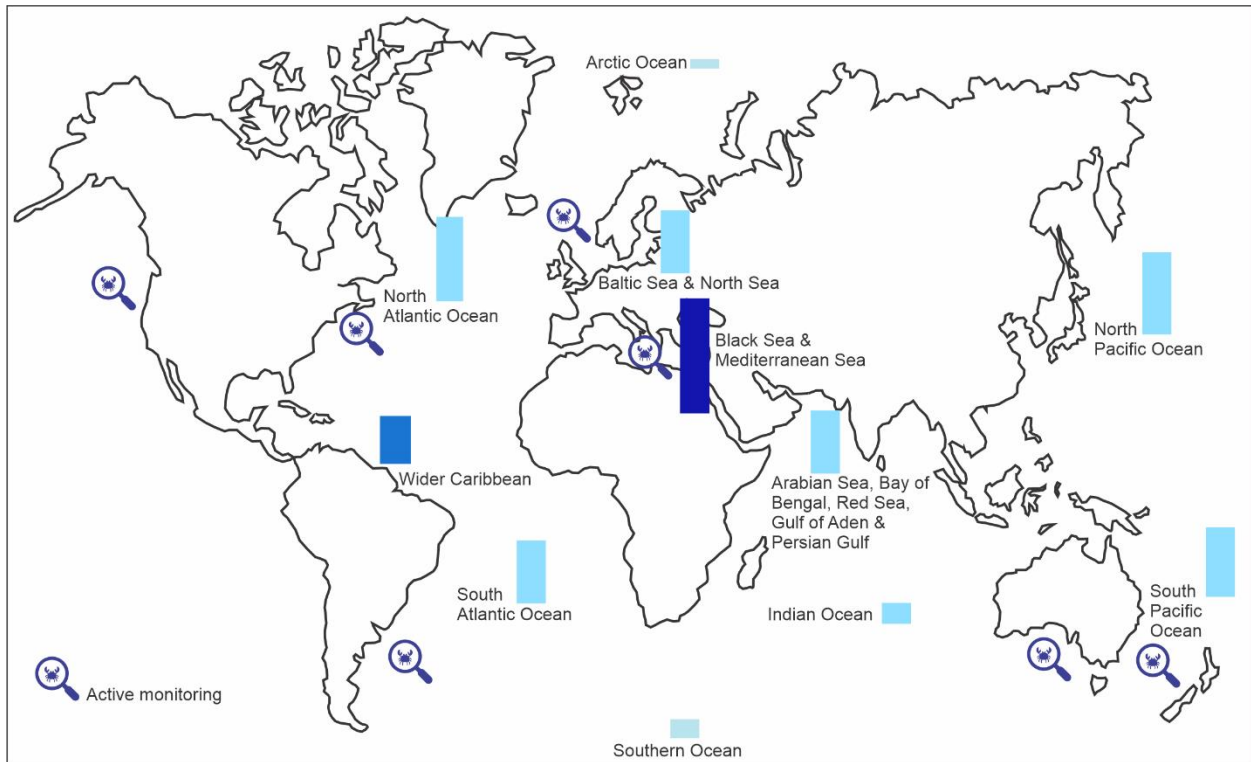 Arctic Ocean
Baltic Sea & North Sea
North
Atlantic Ocean
Black Sea &
Mediterranean Sea
North
Pacific Ocean
Wider Caribbean
Arabian Sea, Bay of
Bengal, Red Sea,
Gulf of Aden &
Persian Gulf
South
Atlantic Ocean
Indian Ocean
South
Pacific
Ocean
Active monitoring
Southern Ocean